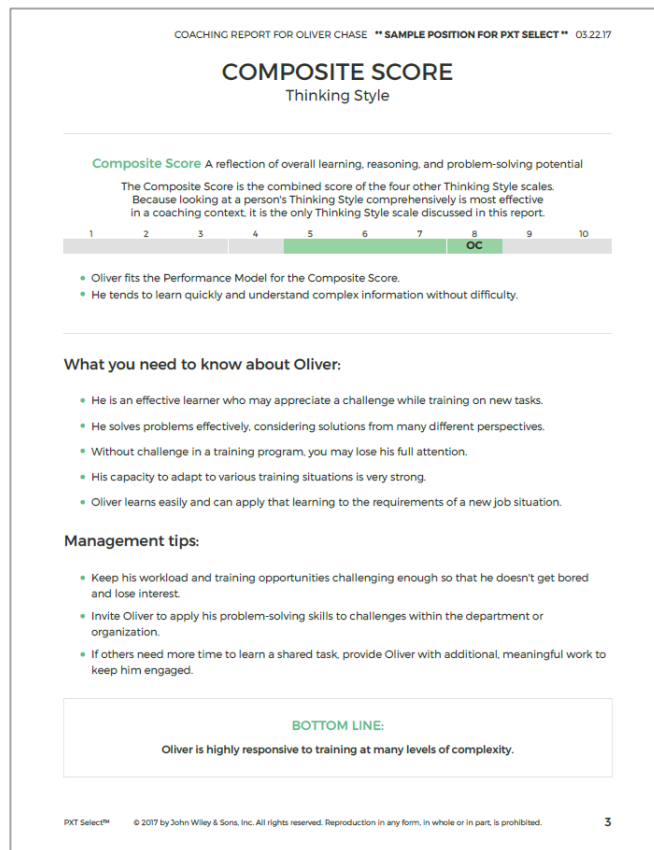 COACHING REPORT FOR OLIVER CHASE ** SAMPLE POSITION FOR PXT SELECT ** 03.22.17
COMPOSITE SCORE
Thinking Style
Composite Score A reflection of overall learning, reasoning, and problem-solving potential
The Composite Score is the combined score of the four other Thinking Style scales.
Because looking at a person's Thinking Style comprehensively is most effective
in a coaching context, it is the only Thinking Style scale discussed in this report.
1 2 3 4 5 6 7 8 9 10
OC
• Oliver fits the Performance Model for the Composite Score.
• He tends to learn quickly and understand complex information without difficulty.
What you need to know about Oliver:
• He is an effective learner who may appreciate a challenge while training on new tasks.
• He solves problems effectively, considering solutions from many different perspectives.
• Without challenge in a training program, you may lose his full attention.
• His capacity to adapt to various training situations is very strong.
• Oliver learns easily and can apply that learning to the requirements of a new job situation.
Management tips:
• Keep his workload and training opportunities challenging enough so that he doesn't get bored
and lose interest.
• Invite Oliver to apply his problem-solving skills to challenges within the department or
organization.
• If others need more time to learn a shared task, provide Oliver with additional, meaningful work to
keep him engaged.
BOTTOM LINE:
Oliver is highly responsive to training at many levels of complexity.
PXT Select™ © 2017 by John Wiley & Sons, Inc. All rights reserved. Reproduction in any form, in whole or in part, is prohibited. 3